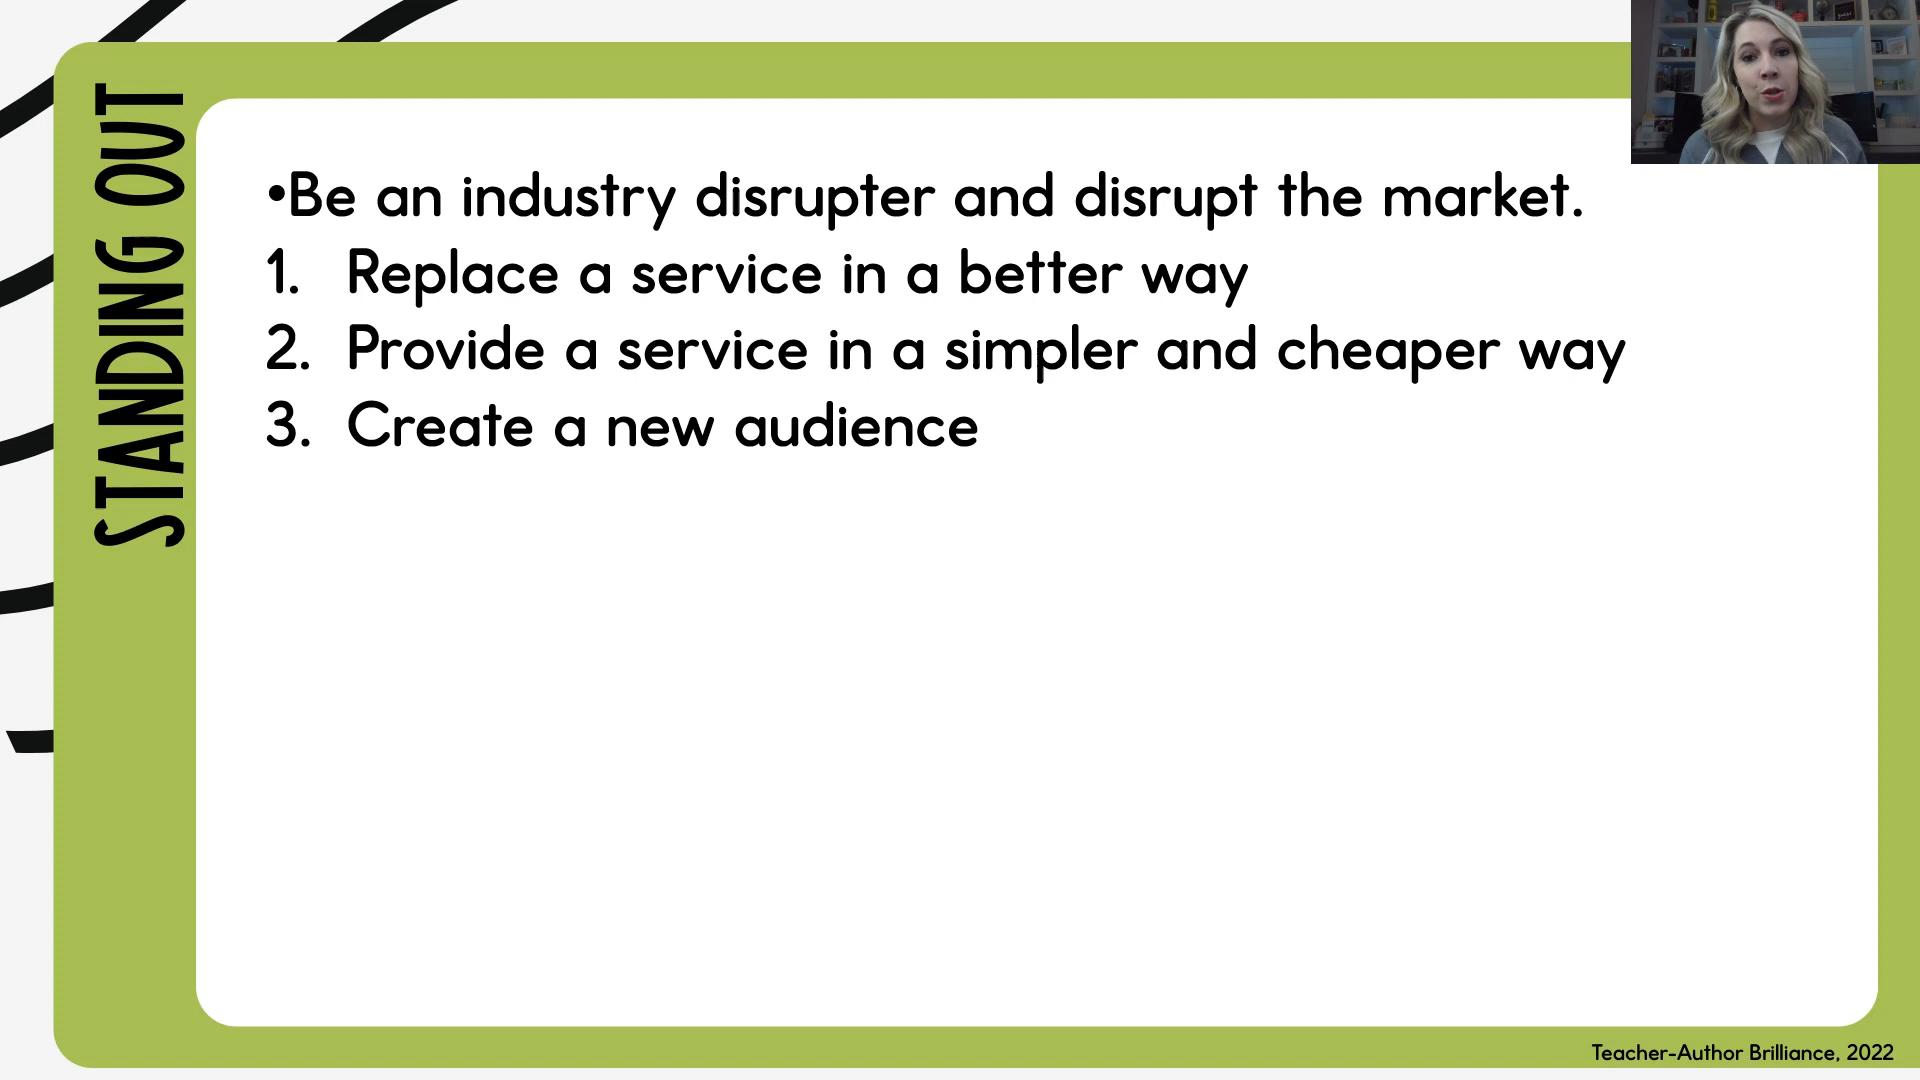 STANDING OUT
•Be an industry disrupter and disrupt the market.
1. Replace a service in a better way
2. Provide a service in a simpler and cheaper way
3. Create a new audience
Teacher-Author Brilliance, 2022